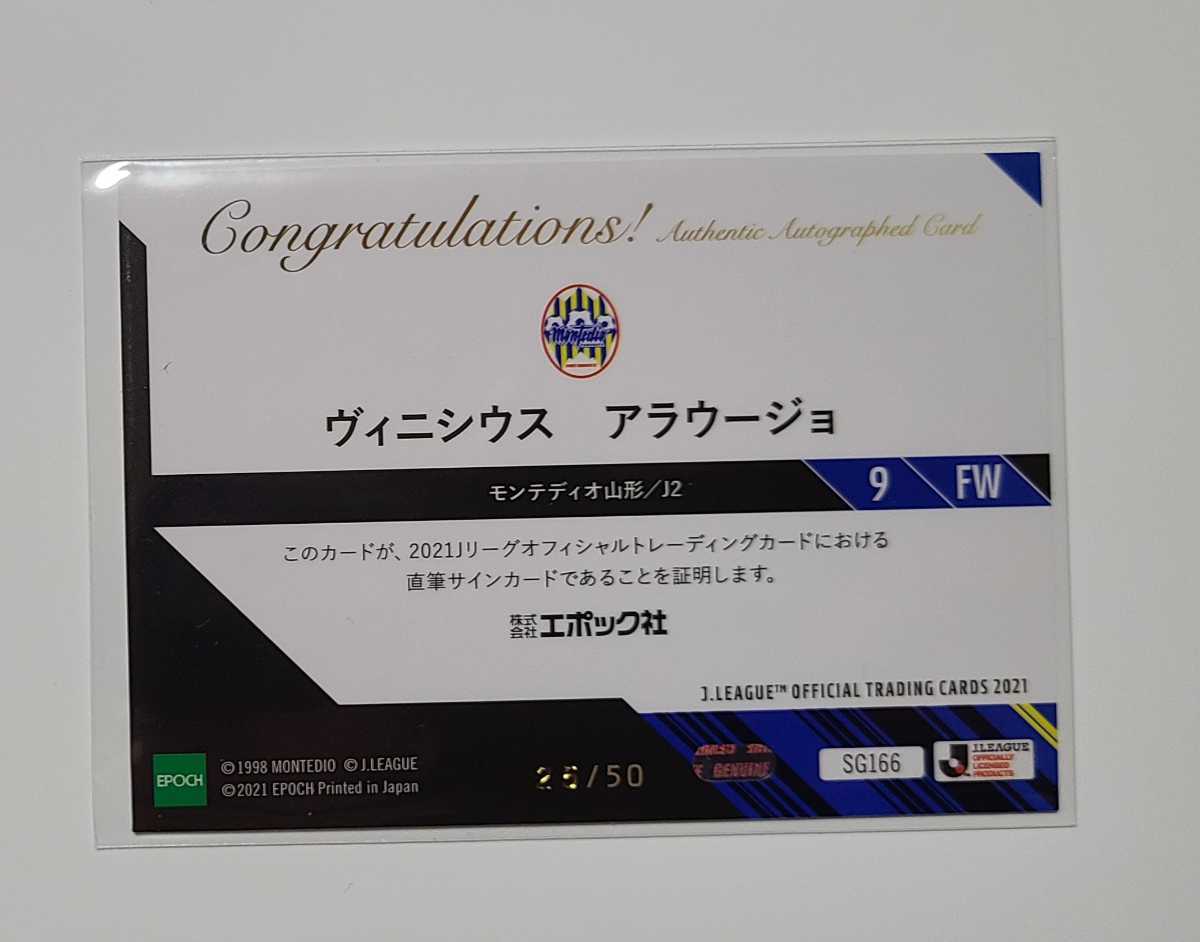 Congratulations! Authentic Autographed Card
Montedio
ヴィニシウス アラウージョ
モンテディオ山形/J2
9
FW
このカードが、2021Jリーグオフィシャルトレーディングカードにおける
直筆サインカードであることを証明します。
株式会社エポック社
J.LEAGUE™ OFFICIAL TRADING CARDS 2021
EPOCH
©1998 MONTEDIO ©J.LEAGUE
©2021 EPOCH Printed in Japan
/50
GENUINE
SG166
J.LEAGUE
OFFICIALLY
LICENSED
PRODUCTS